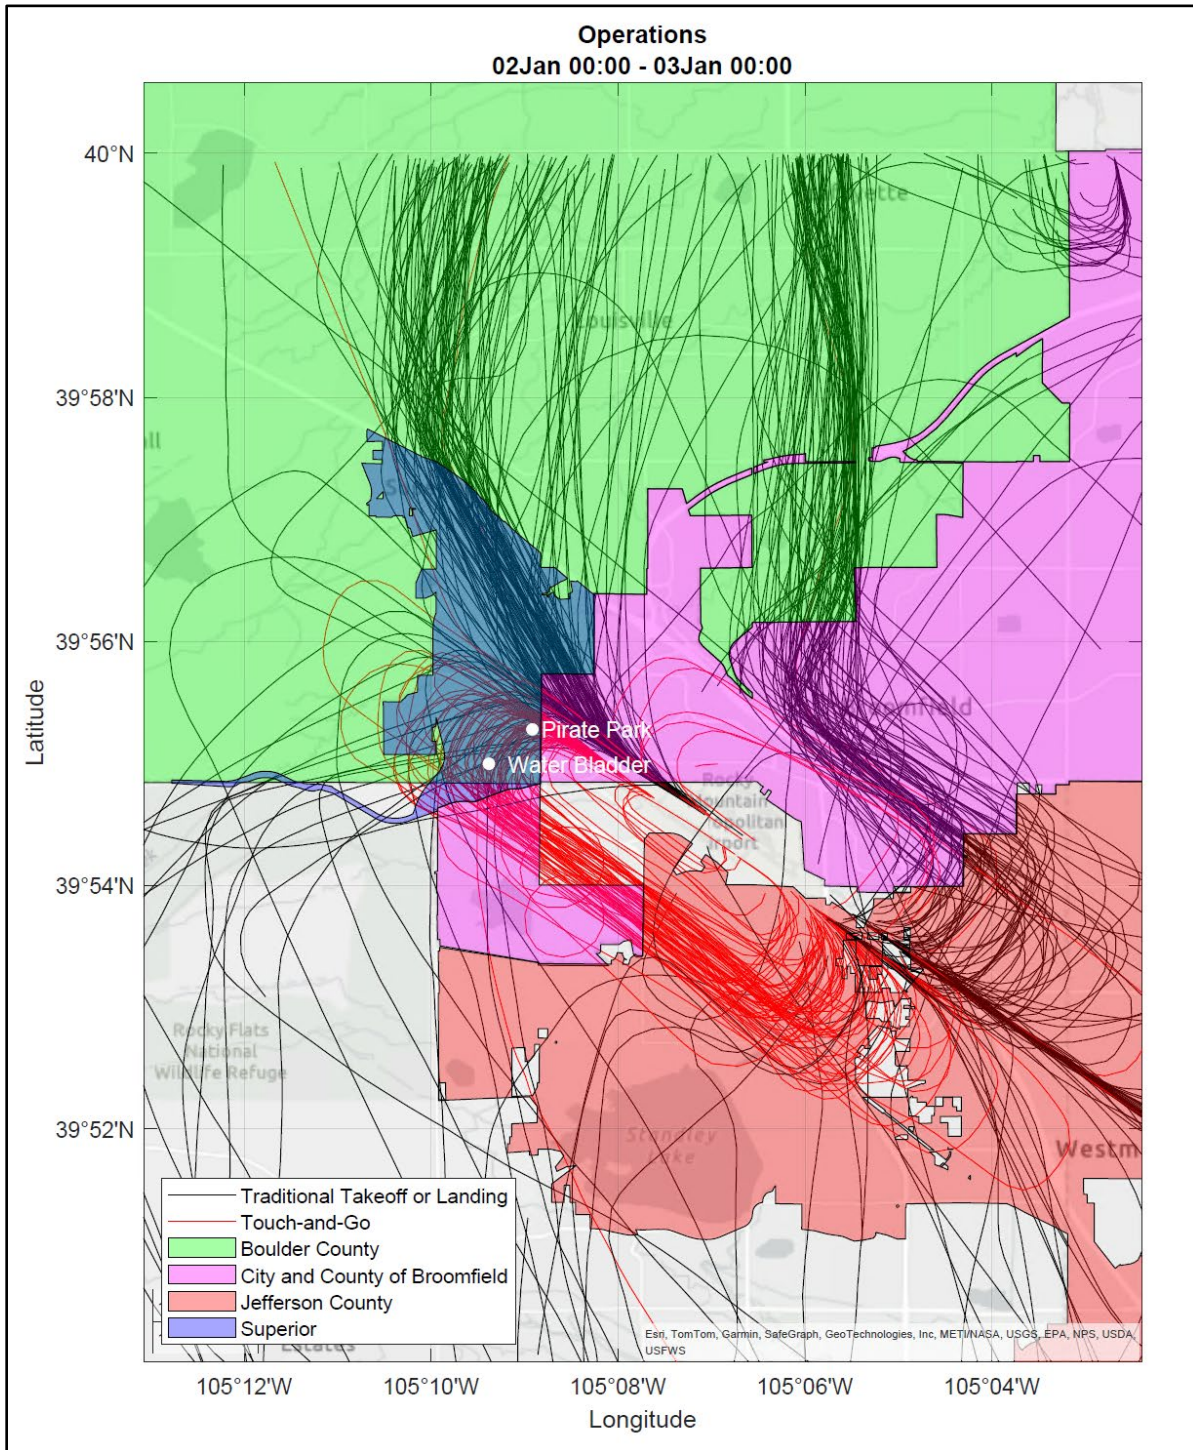 Operations
02Jan 00:00 - 03Jan 00:00
40°N
39°58'N
39°56'N
39°54'N
39°52'N
Latitude
Louisville
Pirate Park
Water Bladder
Rocky
Rocky Flats
National
Wildlife Refuge
Standley
Lake
Westm
Traditional Takeoff or Landing
Touch-and-Go
Boulder County
City and County of Broomfield
Jefferson County
Superior
Estates
Esri, TomTom, Garmin, SafeGraph, GeoTechnologies, Inc, METI/NASA, USGS, EPA, NPS, USDA,
USFWS
105°12'W
105°10'W
105°08'W
105°06'W
105°04'W
Longitude